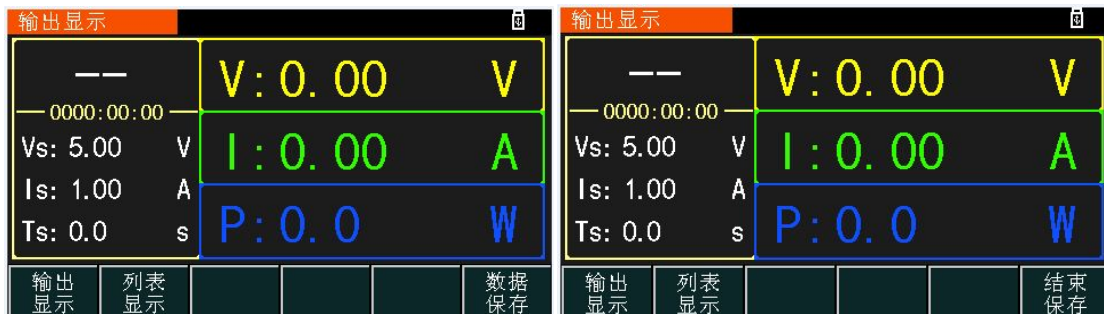 输出显示
--
0000:00:00
Vs: 5.00 V
Is: 1.00 A
Ts: 0.0 s
V: 0.00 V
I: 0.00 A
P: 0.0 W
输出显示
列表显示
数据保存
输出显示
--
0000:00:00
Vs: 5.00 V
Is: 1.00 A
Ts: 0.0 s
V: 0.00 V
I: 0.00 A
P: 0.0 W
输出显示
列表显示
结束保存